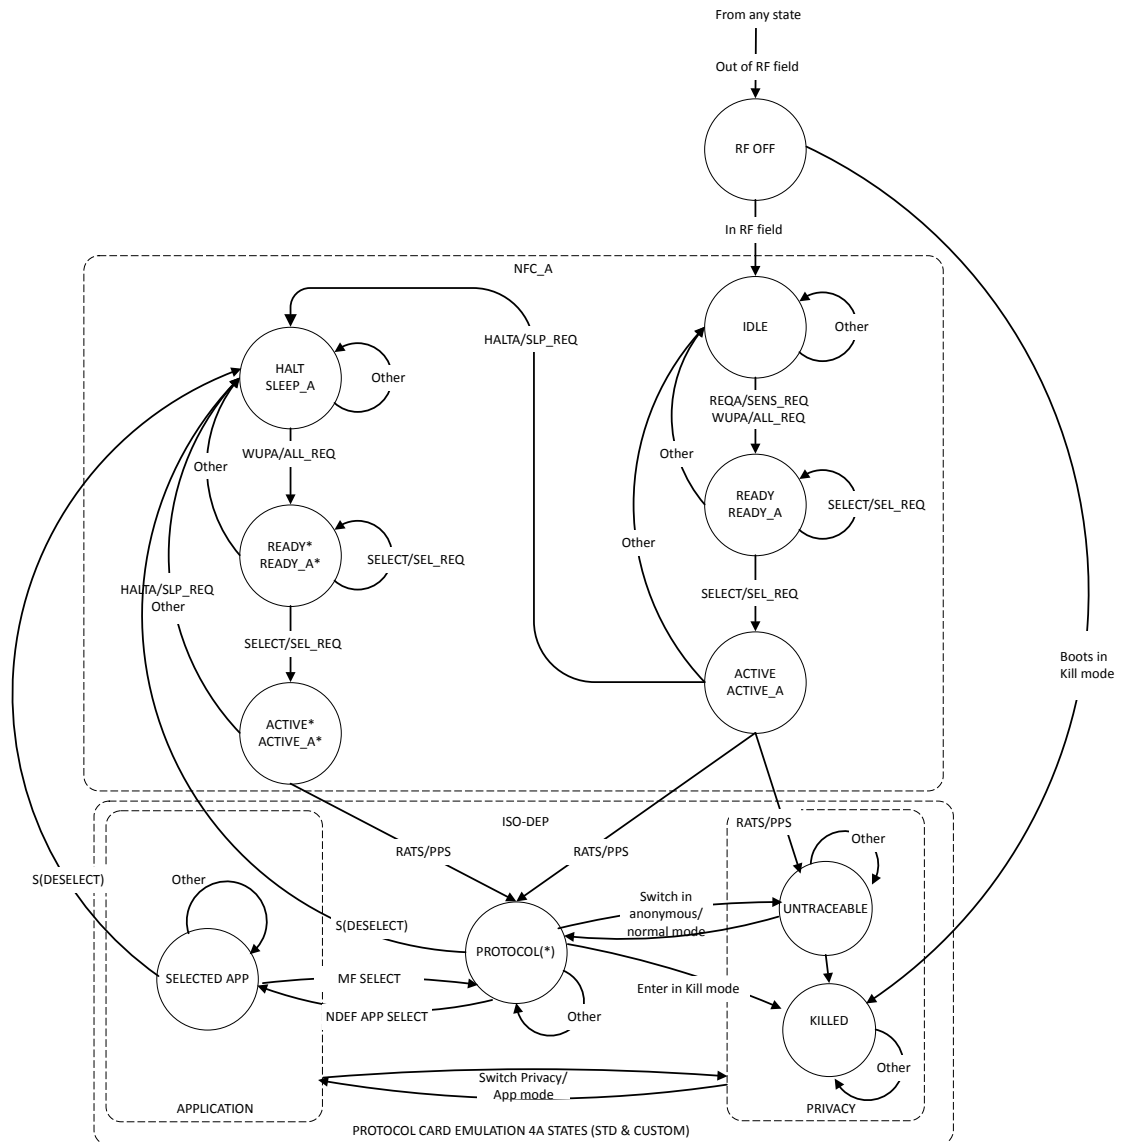 From any state
Out of RF field
RF OFF
In RF field
NFC_A
IDLE
Other
HALTA/SLP_REQ
HALT
SLEEP_A
Other
REQA/SENS_REQ
WUPA/ALL_REQ
WUPA/ALL_REQ
Other
Other
READY
READY_A
SELECT/SEL_REQ
READY*
READY_A*
SELECT/SEL_REQ
Other
HALTA/SLP_REQ
Other
SELECT/SEL_REQ
SELECT/SEL_REQ
Boots in
Kill mode
ACTIVE
ACTIVE_A
ACTIVE*
ACTIVE_A*
ISO-DEP
RATS/PPS
RATS/PPS
RATS/PPS
Other
S(DESELECT)
Other
Switch in
anonymous/
normal mode
UNTRACEABLE
S(DESELECT)
PROTOCOL(*)
SELECTED APP
MF SELECT
Enter in Kill mode
NDEF APP SELECT
Other
KILLED
Other
Switch Privacy/
App mode
APPLICATION
PRIVACY
PROTOCOL CARD EMULATION 4A STATES (STD & CUSTOM)